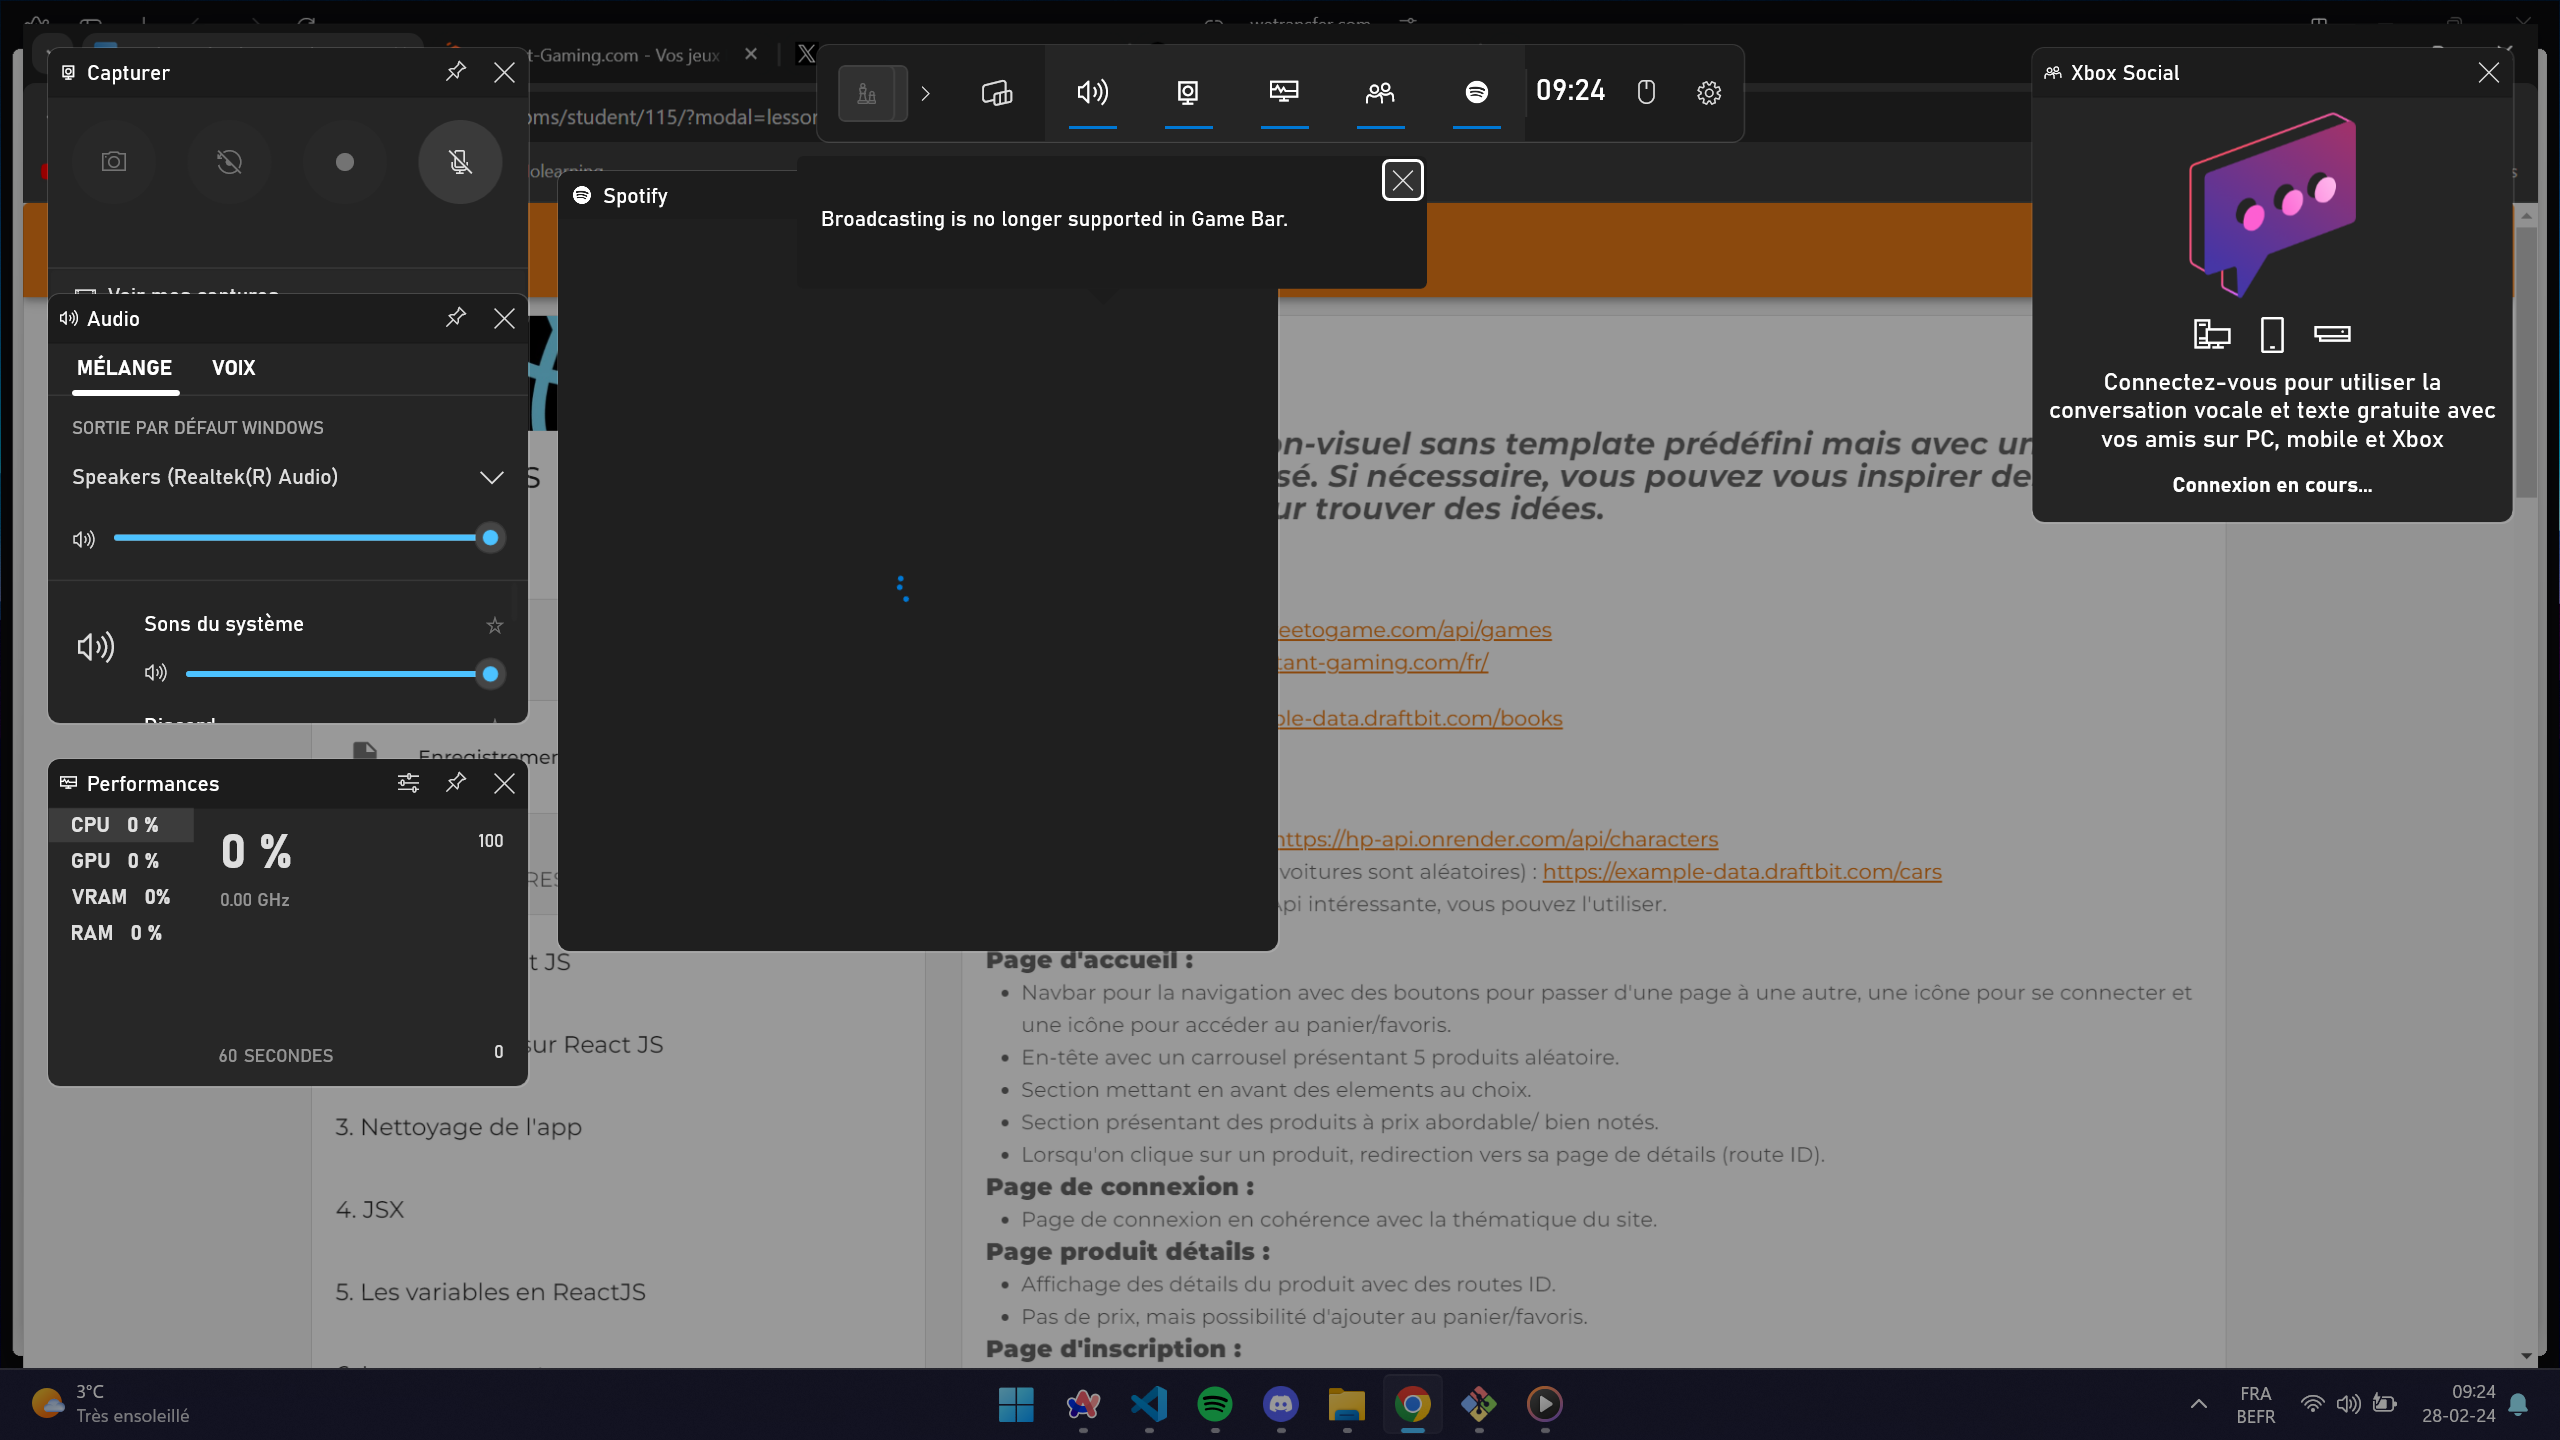 wetransfer.com
t-Gaming.com - Vos jeux
oms/student/115/?modal=lesson
09:24
Capturer
Voir mes captures
Audio
MÉLANGE VOIX
SORTIE PAR DÉFAUT WINDOWS
Speakers (Realtek(R) Audio)
Sons du système
Discord
Performances
CPU 0 %
GPU 0 %
VRAM 0%
RAM 0 %
0 %
0.00 GHz
100
60 SECONDES
0
Spotify
Broadcasting is no longer supported in Game Bar.
Xbox Social
Connectez-vous pour utiliser la
conversation vocale et texte gratuite avec
vos amis sur PC, mobile et Xbox
Connexion en cours...
olearning
on-visuel sans template prédéfini mais avec un
sé. Si nécessaire, vous pouvez vous inspirer de
ur trouver des idées.
eetogame.com/api/games
tant-gaming.com/fr/
ple-data.draftbit.com/books
https://hp-api.onrender.com/api/characters
voitures sont aléatoires) : https://example-data.draftbit.com/cars
Api intéressante, vous pouvez l'utiliser.
Page d'accueil :
• Navbar pour la navigation avec des boutons pour passer d'une page à une autre, une icône pour se connecter et
une icône pour accéder au panier/favoris.
• En-tête avec un carrousel présentant 5 produits aléatoire.
• Section mettant en avant des elements au choix.
• Section présentant des produits à prix abordable/ bien notés.
• Lorsqu'on clique sur un produit, redirection vers sa page de détails (route ID).
Page de connexion :
• Page de connexion en cohérence avec la thématique du site.
Page produit détails :
• Affichage des détails du produit avec des routes ID.
• Pas de prix, mais possibilité d'ajouter au panier/favoris.
Page d'inscription :
S
Enregistremen
RES
t JS
sur React JS
3. Nettoyage de l'app
4. JSX
5. Les variables en ReactJS
3°C
Très ensoleillé
FRA
BEFR
09:24
28-02-24